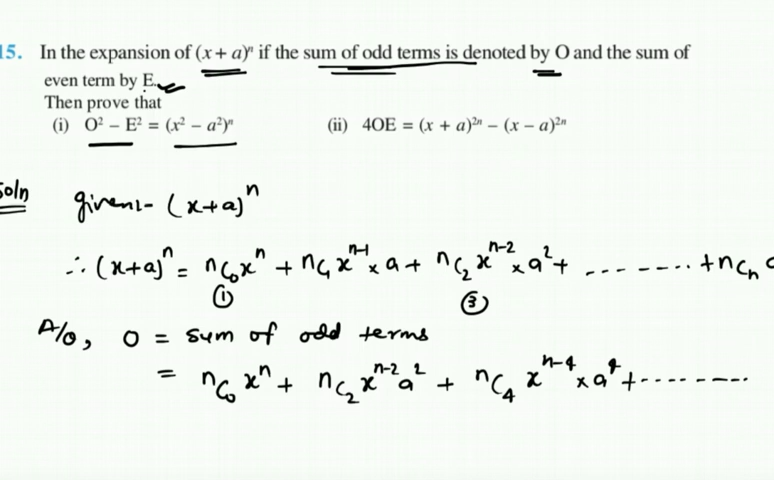 15. In the expansion of (x + a)ⁿ if the sum of odd terms is denoted by O and the sum of
even term by E.
Then prove that
(i) O² – E² = (x² – a²)ⁿ (ii) 4OE = (x + a)²ⁿ – (x – a)²ⁿ
Soln given:- (x+a)ⁿ
∴ (x+a)ⁿ = ⁿC₀xⁿ + ⁿC₁xⁿ⁻¹×a + ⁿC₂xⁿ⁻²×a² + -------- + ⁿCₙ a
① ③
A/o, O = sum of odd terms
= ⁿC₀xⁿ + ⁿC₂xⁿ⁻²a² + ⁿC₄ xⁿ⁻⁴×a⁴ + --------